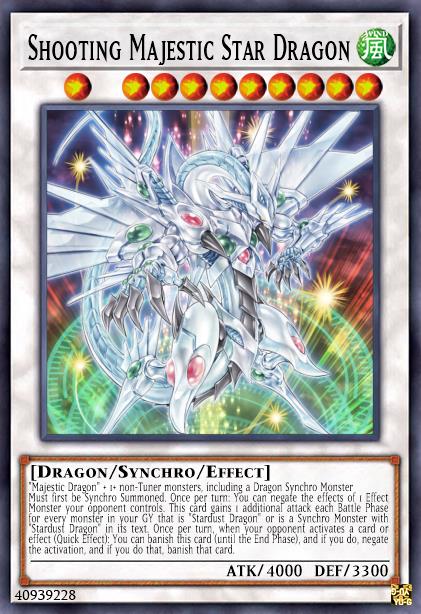 SHOOTING MAJESTIC STAR DRAGON
WIND
風
[DRAGON/SYNCHRO/EFFECT]
"Majestic Dragon" + 1+ non-Tuner monsters, including a Dragon Synchro Monster
Must first be Synchro Summoned. Once per turn: You can negate the effects of 1 Effect
Monster your opponent controls. This card gains 1 additional attack each Battle Phase
for every monster in your GY that is "Stardust Dragon" or is a Synchro Monster with
"Stardust Dragon" in its text. Once per turn, when your opponent activates a card or
effect (Quick Effect): You can banish this card (until the End Phase), and if you do, negate
the activation, and if you do that, banish that card.
ATK/4000 DEF/3300
40939228